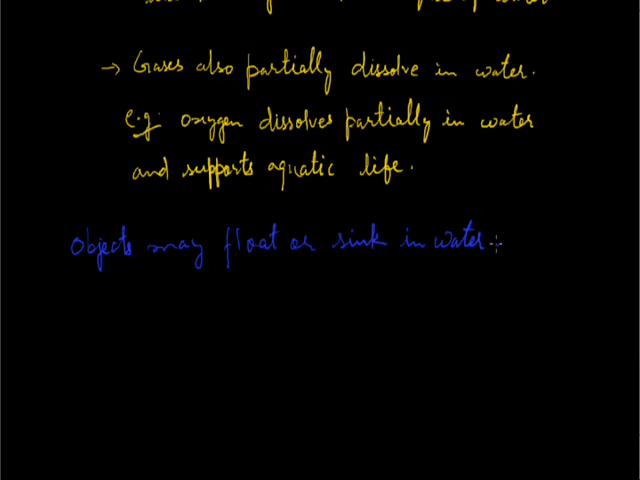 → Gases also partially dissolve in water.
e.g. oxygen dissolves partially in water
and supports aquatic life.
Objects may float or sink in water.